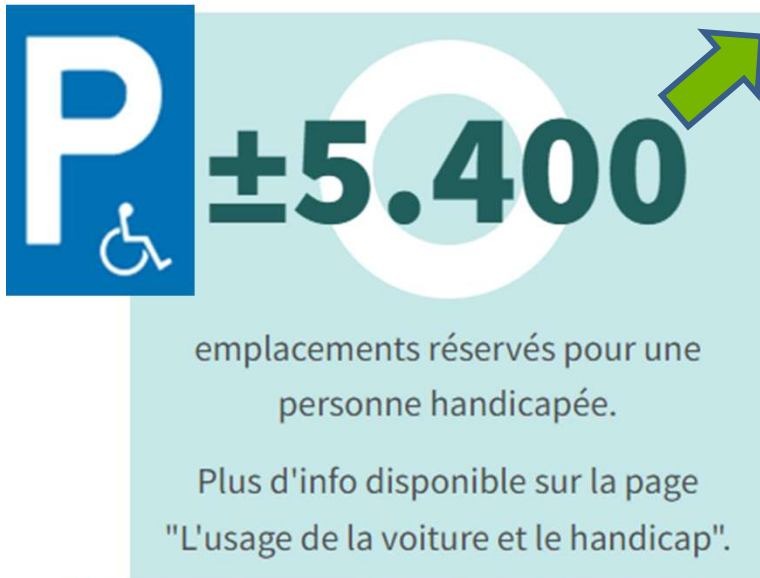 P
±5.400
emplacements réservés pour une
personne handicapée.
Plus d'info disponible sur la page
"L'usage de la voiture et le handicap".